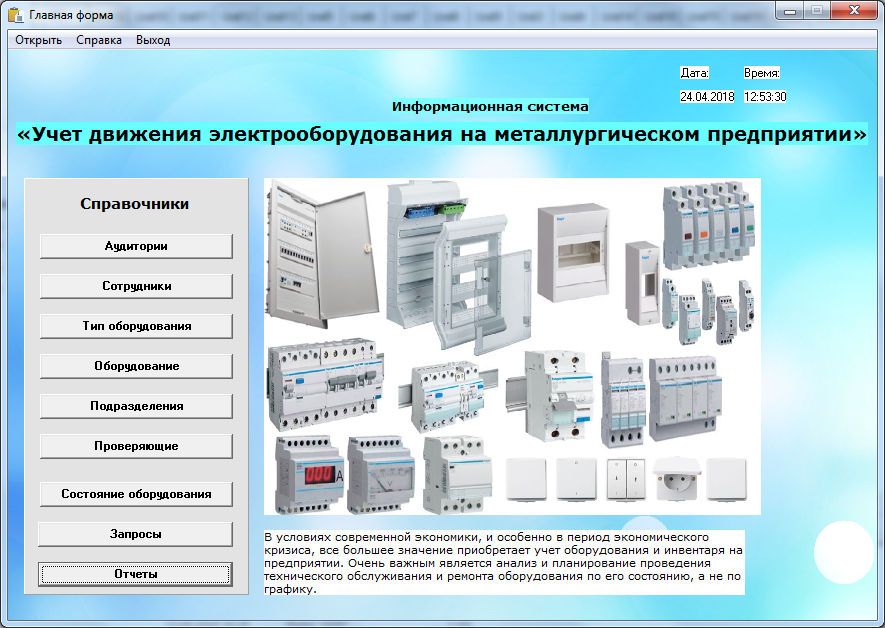 Главная форма
Открыть Справка Выход
Дата: Время:
24.04.2018 12:53:30
Информационная система
«Учет движения электрооборудования на металлургическом предприятии»
Справочники
Аудитории
Сотрудники
Тип оборудования
Оборудование
Подразделения
Проверяющие
Состояние оборудования
Запросы
Отчеты
000 A
В условиях современной экономики, и особенно в период экономического
кризиса, все большее значение приобретает учет оборудования и инвентаря на
предприятии. Очень важным является анализ и планирование проведения
технического обслуживания и ремонта оборудования по его состоянию, а не по
графику.